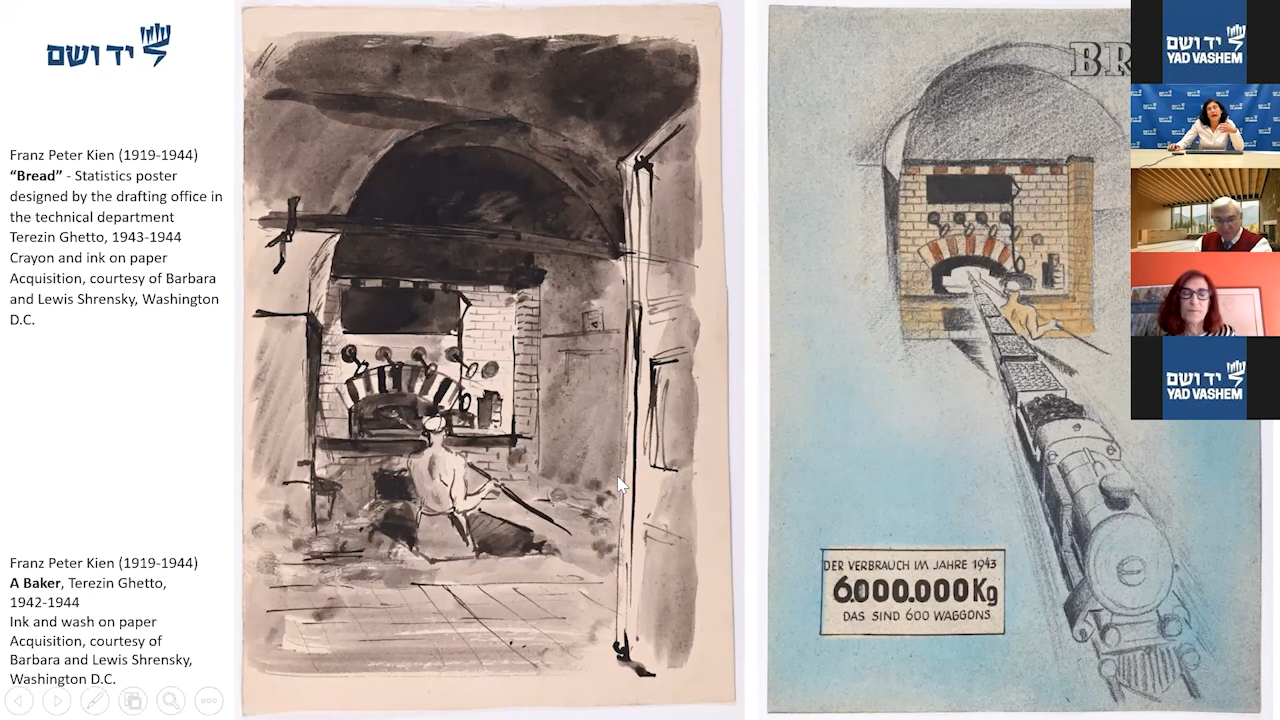 יד ושם
Franz Peter Kien (1919-1944)
“Bread” - Statistics poster
designed by the drafting office in
the technical department
Terezin Ghetto, 1943-1944
Crayon and ink on paper
Acquisition, courtesy of Barbara
and Lewis Shrensky, Washington
D.C.
Franz Peter Kien (1919-1944)
A Baker, Terezin Ghetto,
1942-1944
Ink and wash on paper
Acquisition, courtesy of
Barbara and Lewis Shrensky,
Washington D.C.
BR
DER VERBRAUCH IM JAHRE 1943
6.000.000 Kg
DAS SIND 600 WAGGONS
יד ושם
YAD VASHEM
יד ושם
YAD VASHEM